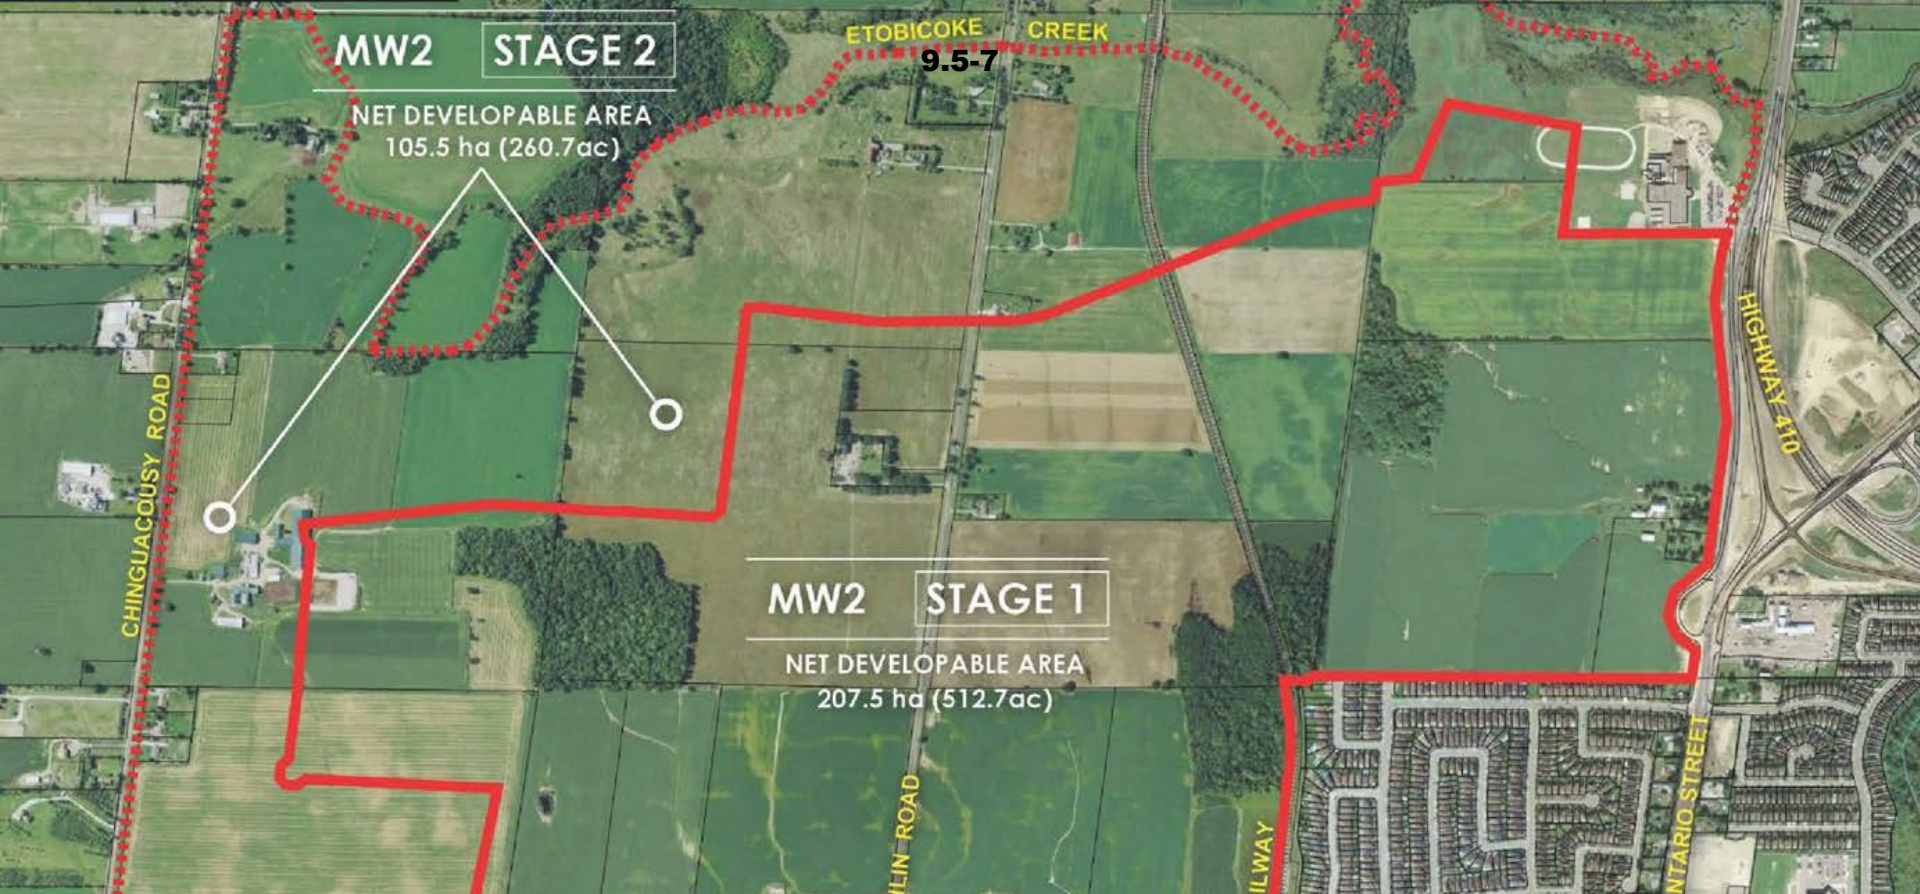 ETOBICOKE CREEK
9.5-7
MW2 STAGE 2
NET DEVELOPABLE AREA
105.5 ha (260.7ac)
CHINGUACOUSY ROAD
HIGHWAY 410
MW2 STAGE 1
NET DEVELOPABLE AREA
207.5 ha (512.7ac)
LIN ROAD
ILWAY
NTARIO STREET